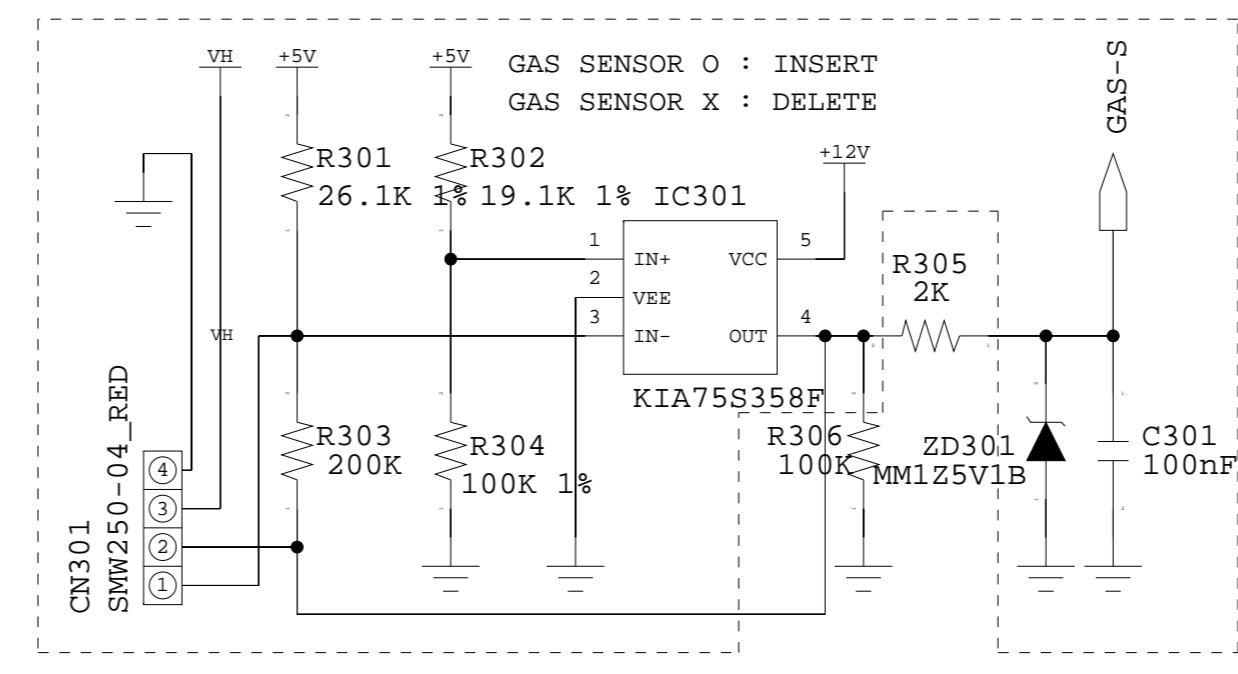 VH
+5V
+5V
GAS SENSOR O : INSERT
GAS SENSOR X : DELETE
GAS-S
R301
26.1K 1%
R302
19.1K 1%
IC301
+12V
1
IN+
VCC
5
2
VEE
3
IN-
OUT
4
KIA75S358F
R305
2K
VH
R303
200K
R304
100K 1%
R306
100K
ZD301
MM1Z5V1B
C301
100nF
CN301
SMW250-04_RED
4
3
2
1